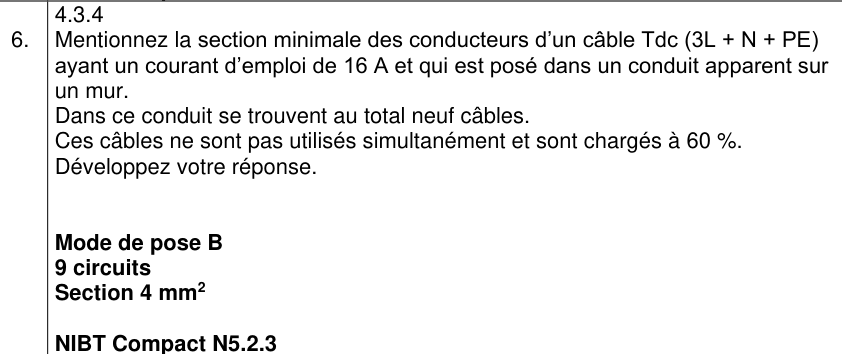 4.3.4
6. Mentionnez la section minimale des conducteurs d’un câble Tdc (3L + N + PE)
ayant un courant d’emploi de 16 A et qui est posé dans un conduit apparent sur
un mur.
Dans ce conduit se trouvent au total neuf câbles.
Ces câbles ne sont pas utilisés simultanément et sont chargés à 60 %.
Développez votre réponse.
Mode de pose B
9 circuits
Section 4 mm²
NIBT Compact N5.2.3